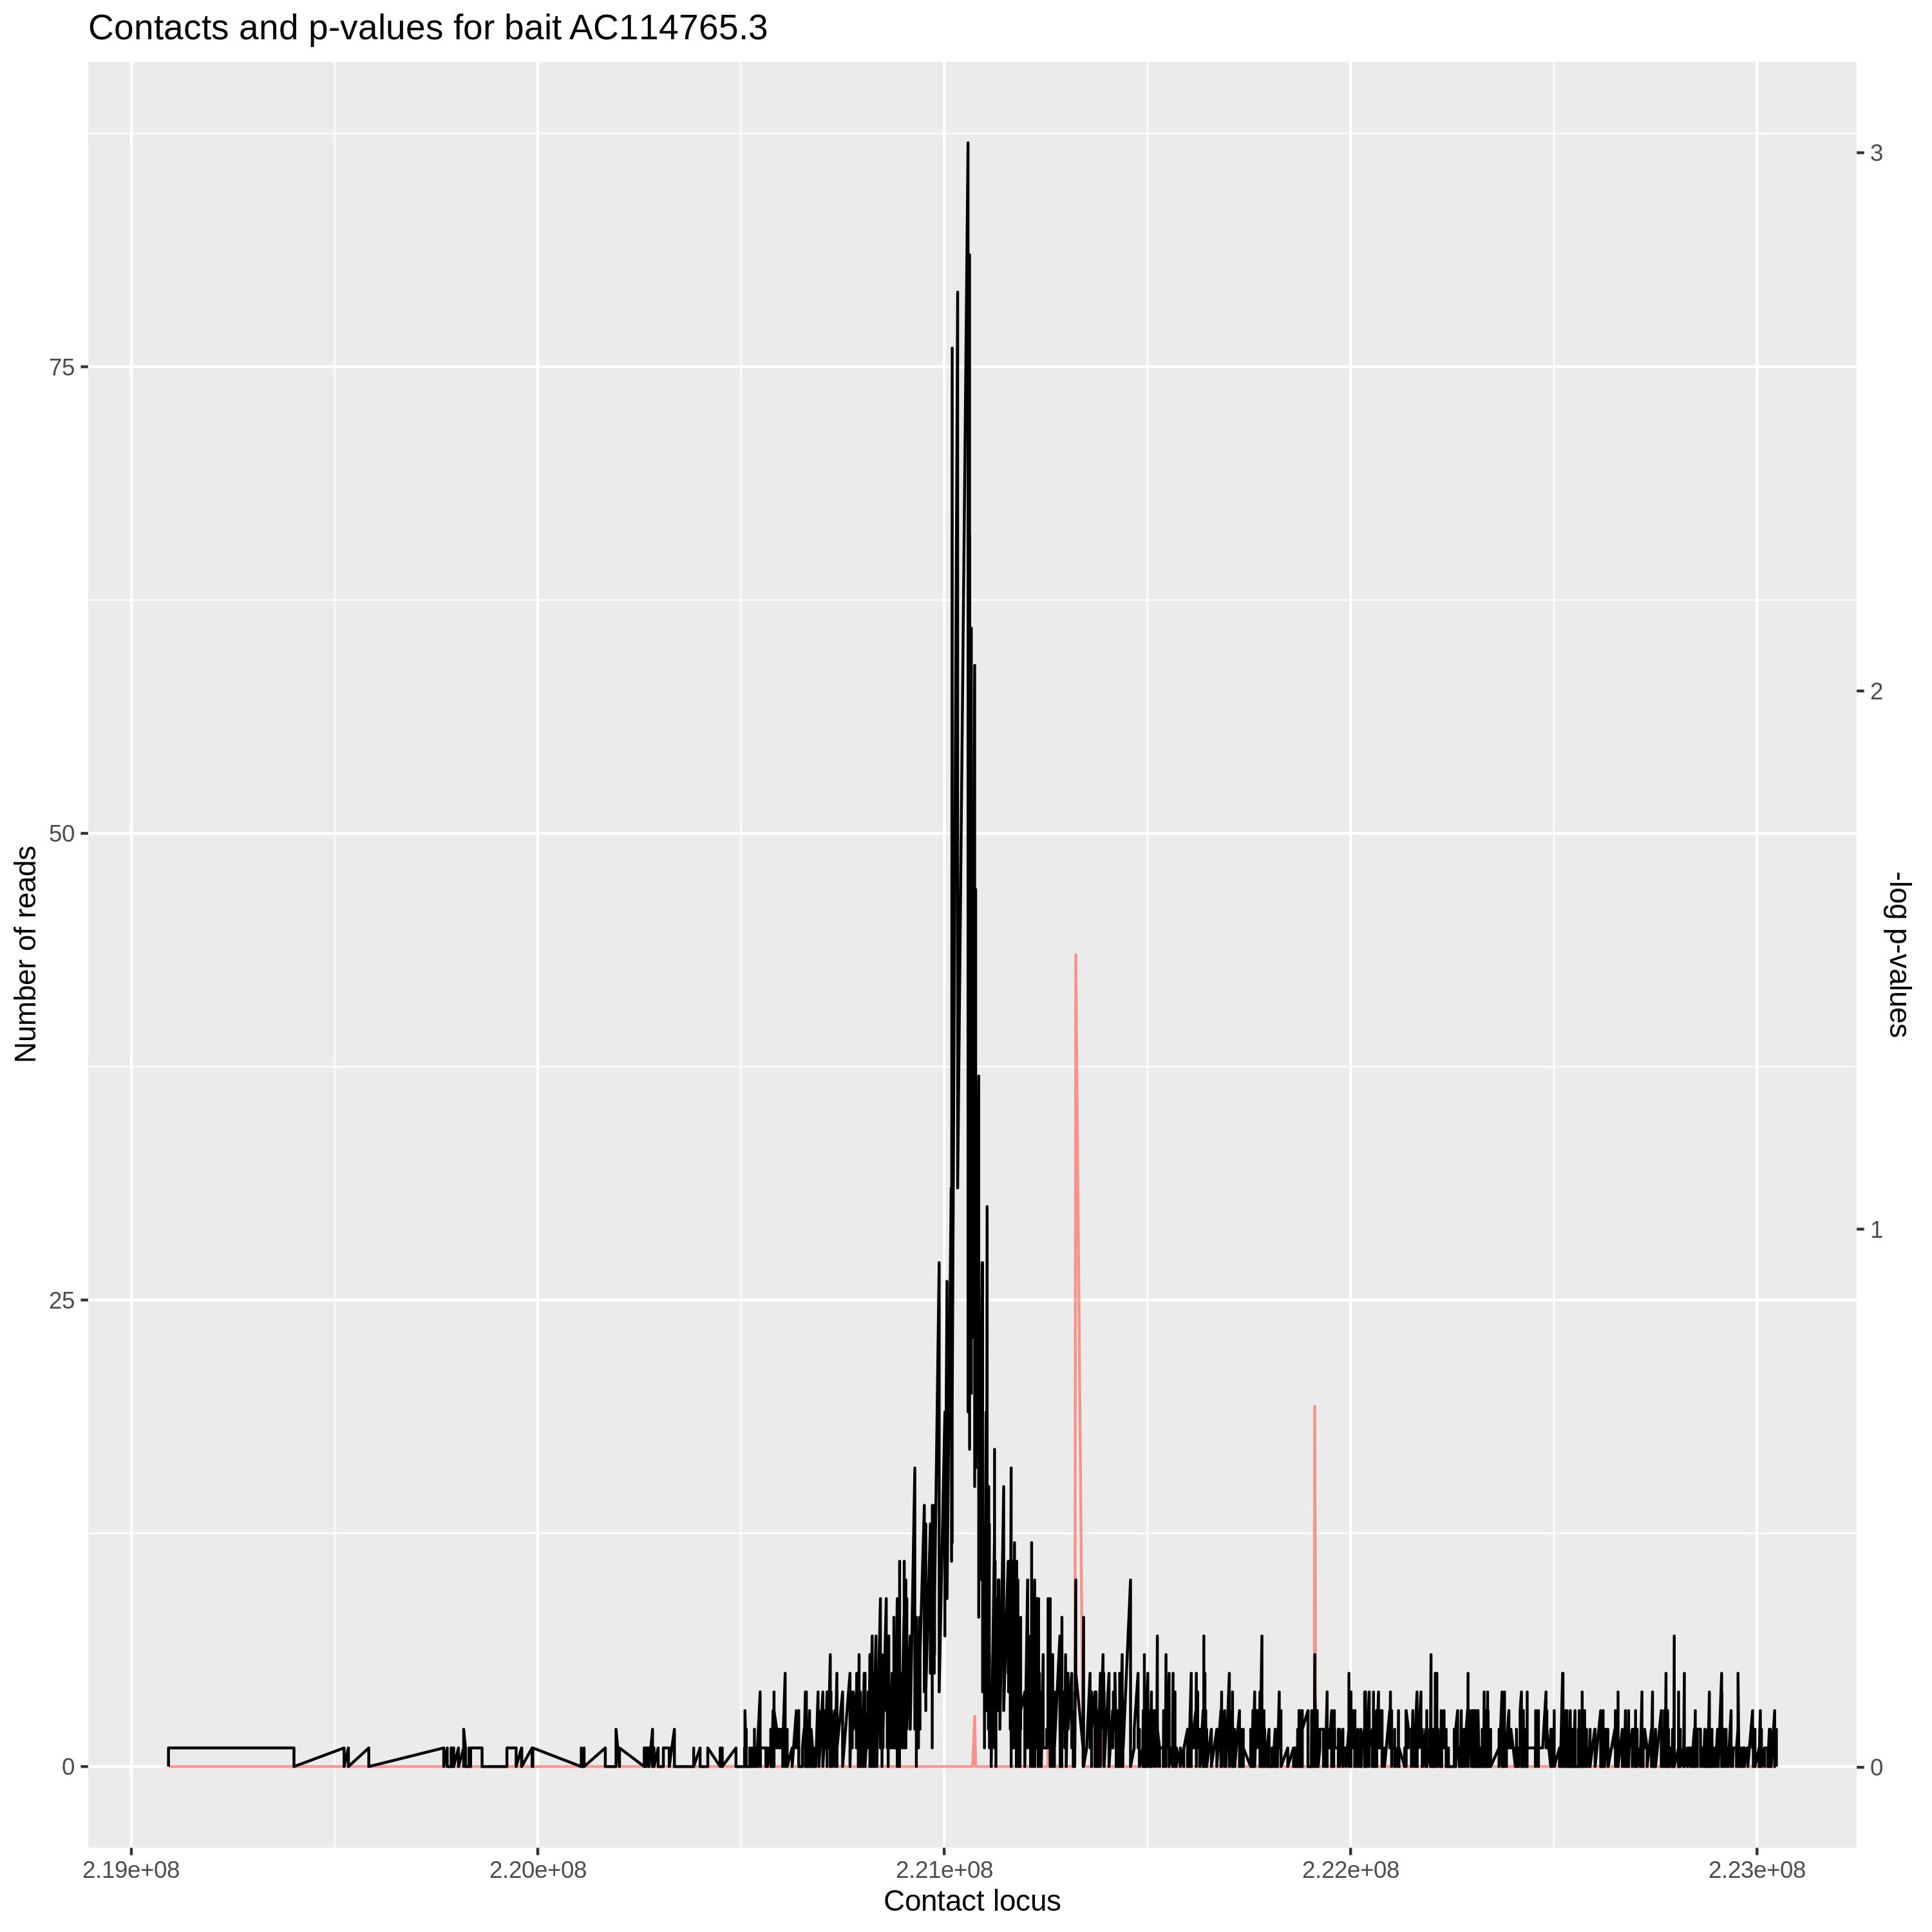 Contacts and p-values for bait AC114765.3
3
75
2
50
Number of reads
-log p-values
1
25
0
0
2.19e+08 2.20e+08 2.21e+08 2.22e+08 2.23e+08
Contact locus